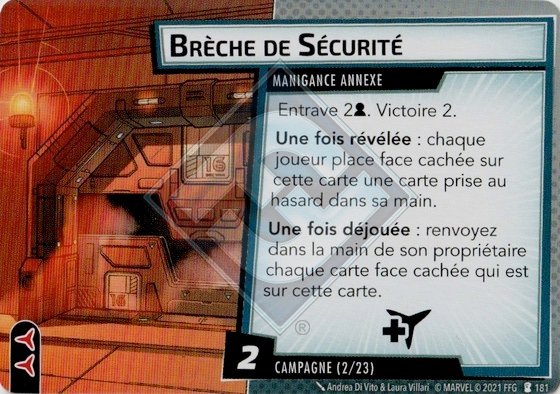 BRÈCHE DE SÉCURITÉ
MANIGANCE ANNEXE
Entrave 2. Victoire 2.
Une fois révélée : chaque
joueur place face cachée sur
cette carte une carte prise au
hasard dans sa main.
Une fois déjouée : renvoyez
dans la main de son propriétaire
chaque carte face cachée qui est
sur cette carte.
16
16
®
2
CAMPAGNE (2/23)
Andrea Di Vito & Laura Villari © MARVEL © 2021 FFG 181